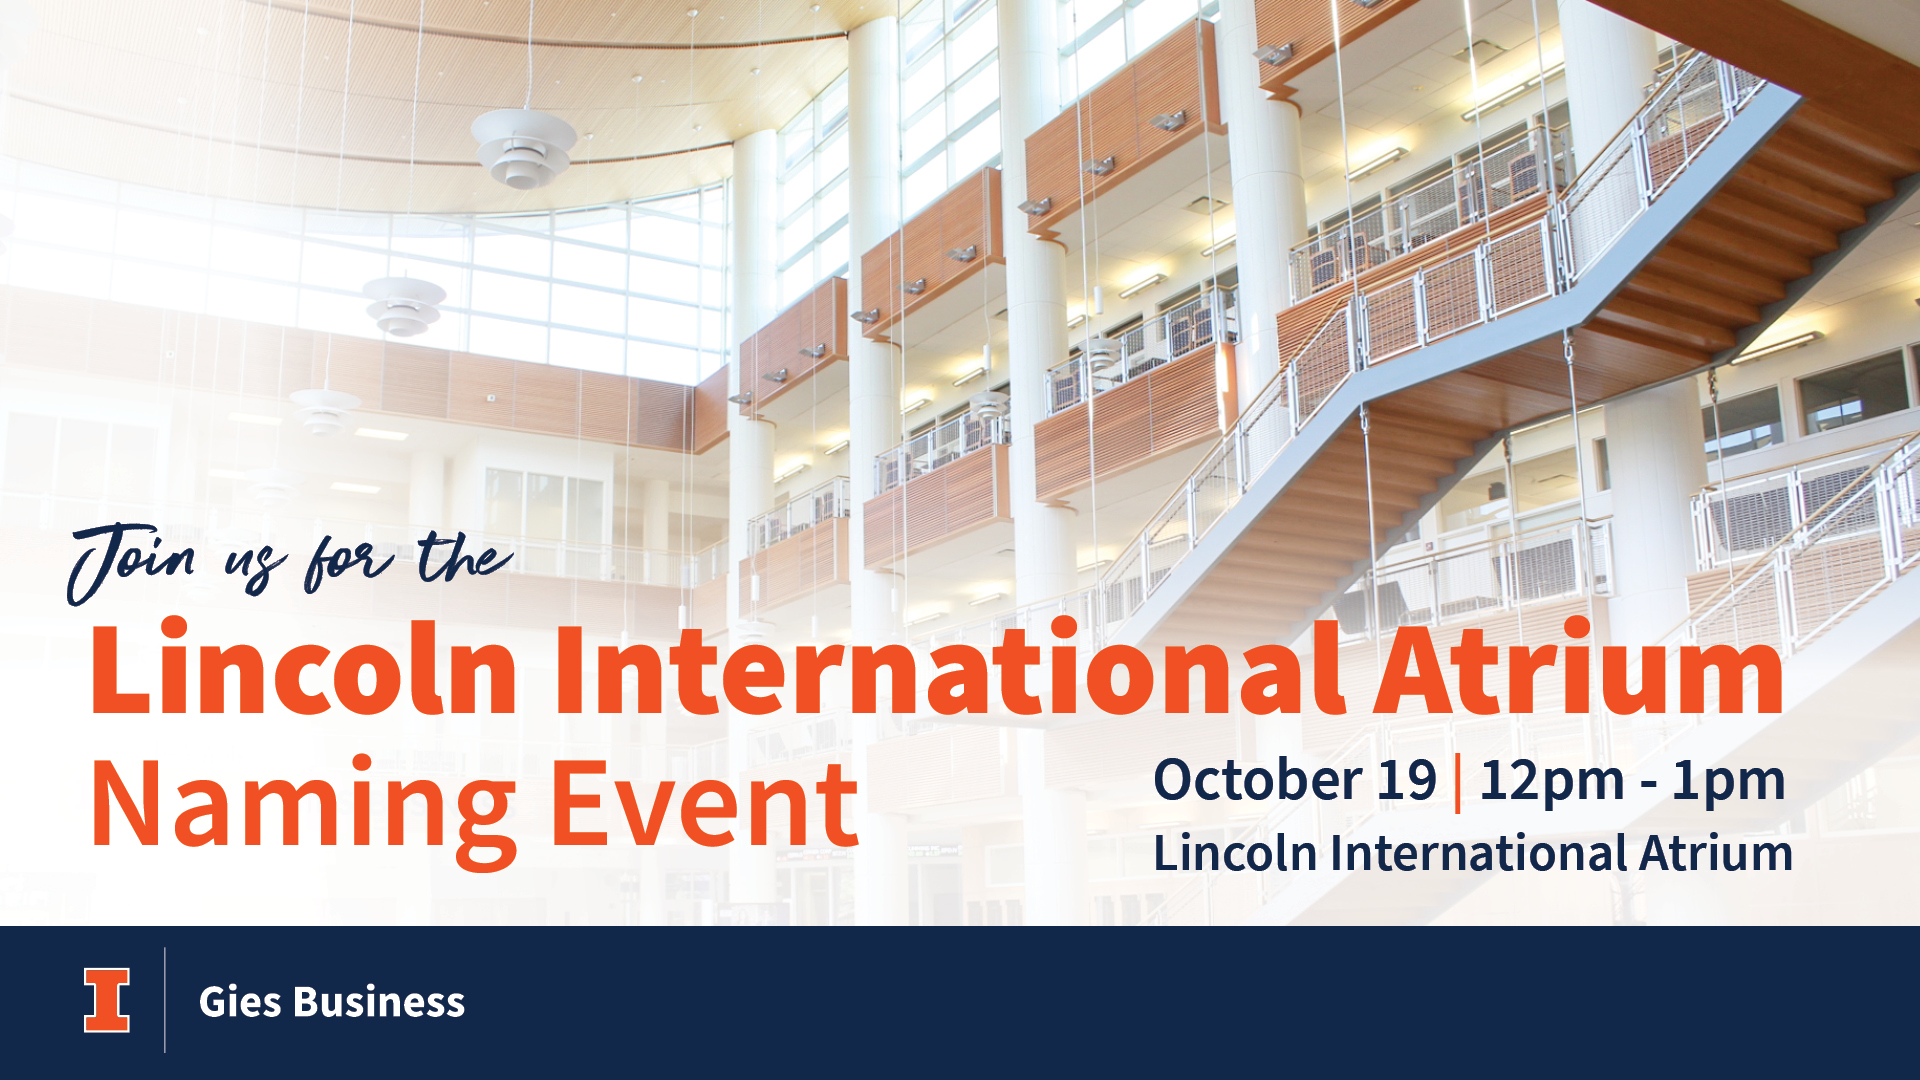 Join us for the
Lincoln International Atrium
Naming Event
October 19 | 12pm - 1pm
Lincoln International Atrium
I
Gies Business